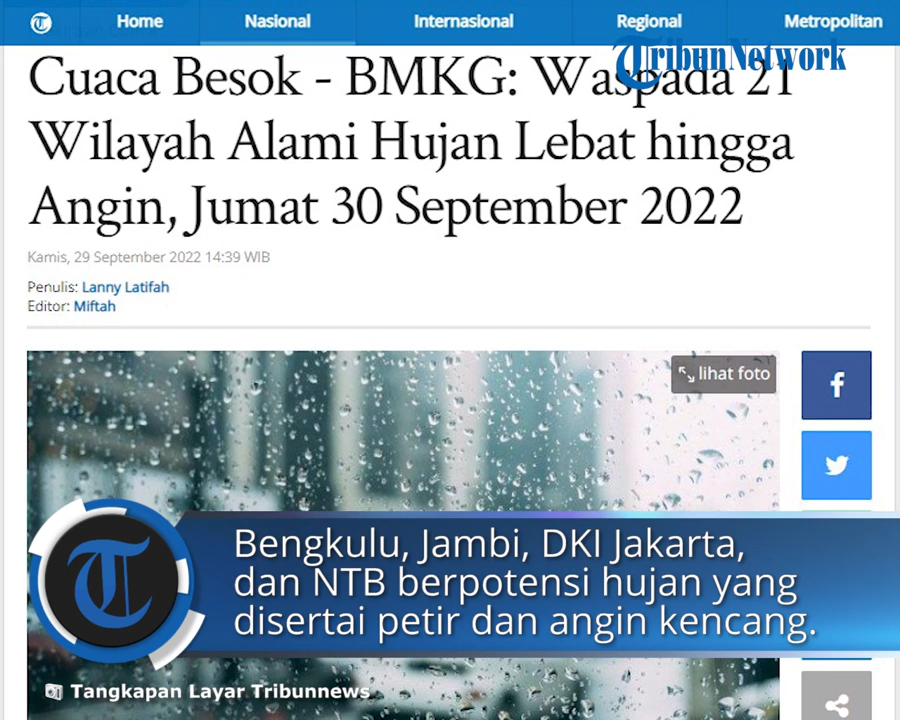 Home Nasional Internasional Regional Metropolitan
TribunNetwork
Cuaca Besok - BMKG: Waspada 21
Wilayah Alami Hujan Lebat hingga
Angin, Jumat 30 September 2022
Kamis, 29 September 2022 14:39 WIB
Penulis: Lanny Latifah
Editor: Miftah
lihat foto
Bengkulu, Jambi, DKI Jakarta,
dan NTB berpotensi hujan yang
disertai petir dan angin kencang.
Tangkapan Layar Tribunnews